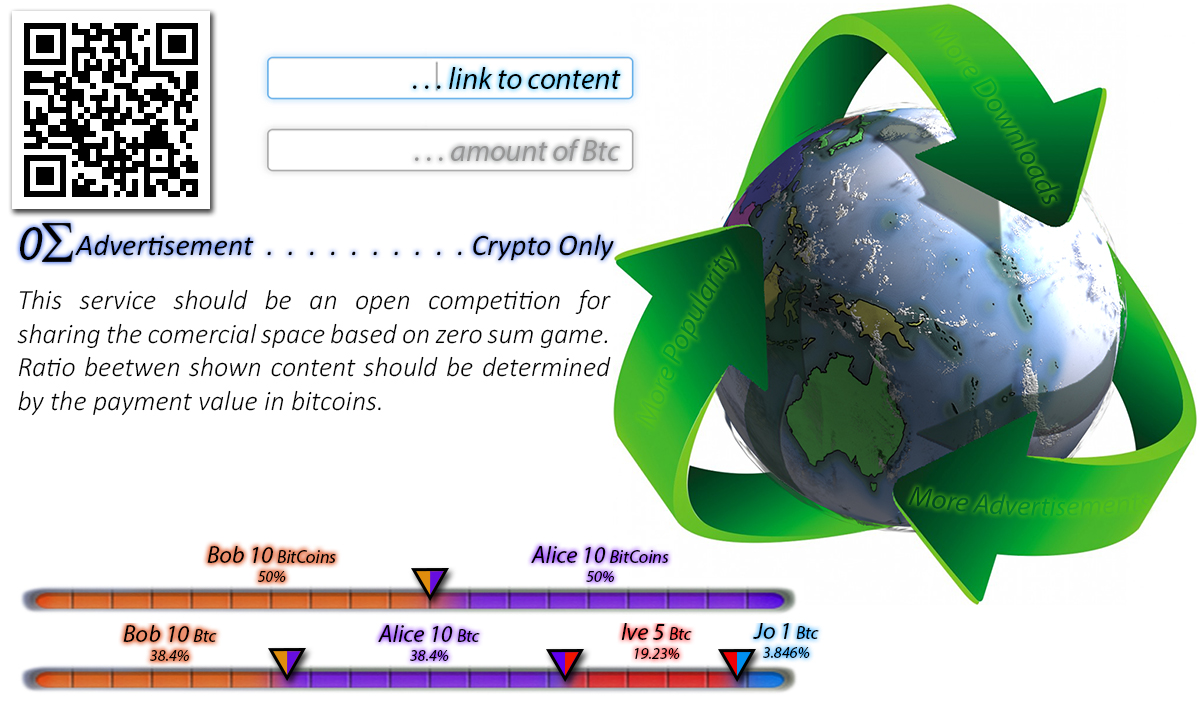 ... link to content
... amount of Btc
0Σ Advertisement . . . . . . . . . . . Crypto Only
This service should be an open competition for
sharing the comercial space based on zero sum game.
Ratio beetwen shown content should be determined
by the payment value in bitcoins.
More Downloads
More Popularity
More Advertisement
Bob 10 BitCoins
50%
Alice 10 BitCoins
50%
Bob 10 Btc
38.4%
Alice 10 Btc
38.4%
Ive 5 Btc
19.23%
Jo 1 Btc
3.846%